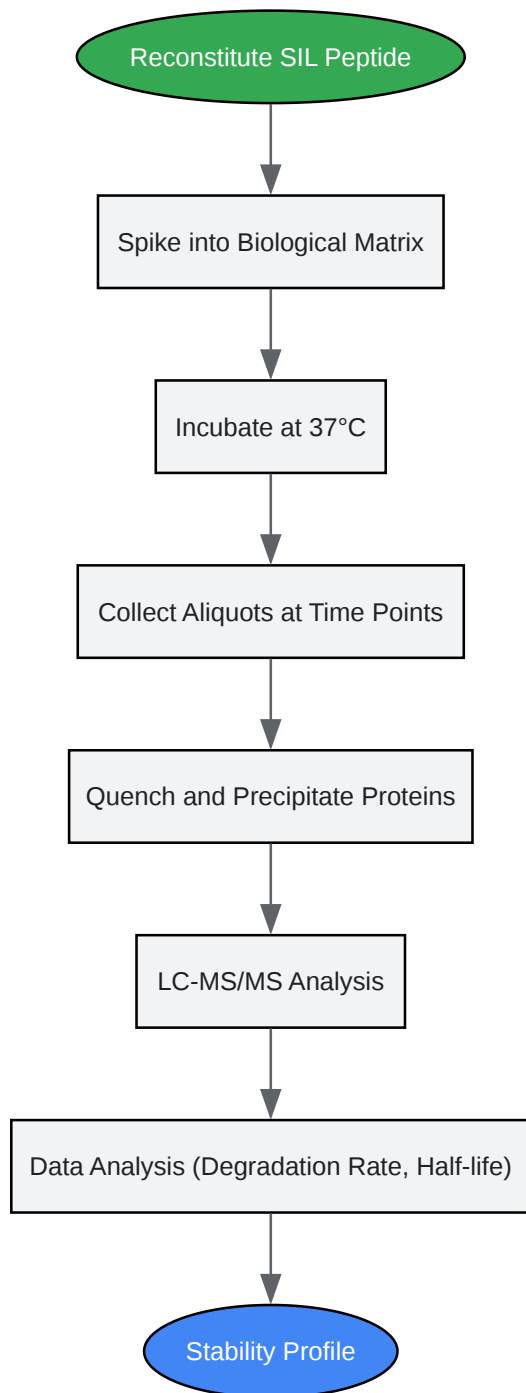 Reconstitute SIL Peptide
Spike into Biological Matrix
Incubate at 37°C
Collect Aliquots at Time Points
Quench and Precipitate Proteins
LC-MS/MS Analysis
Data Analysis (Degradation Rate, Half-life)
Stability Profile